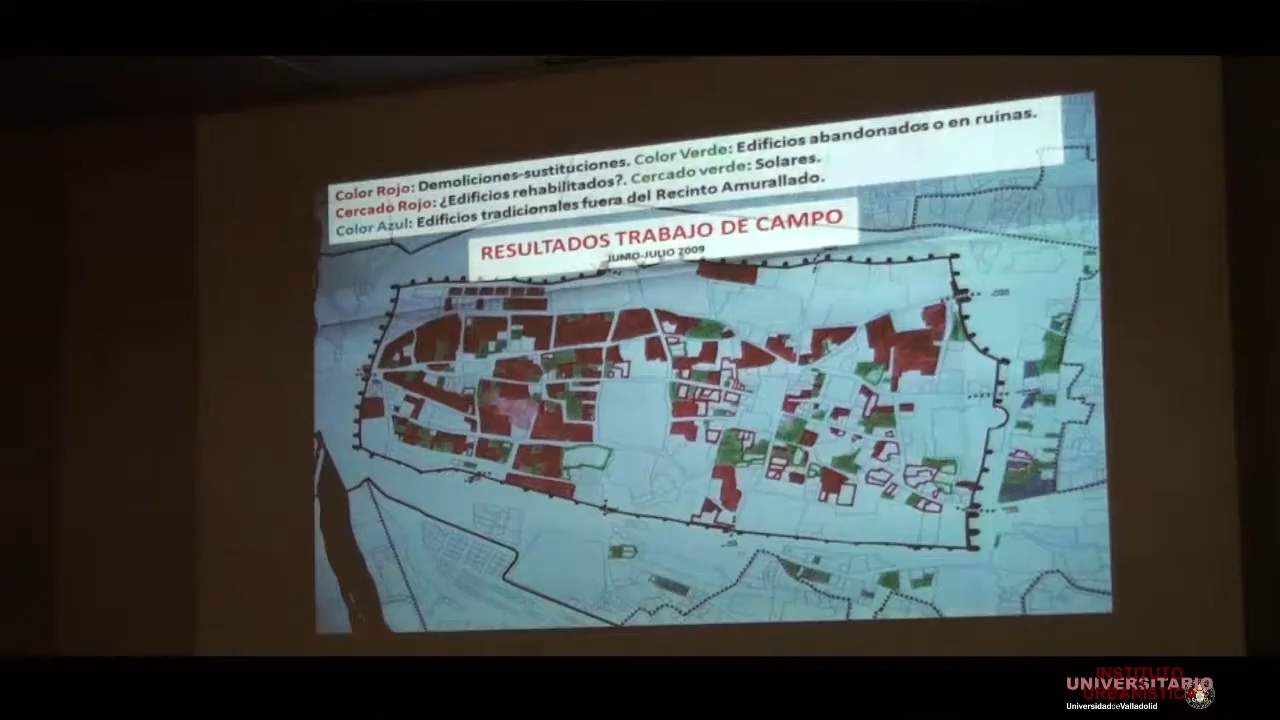 Color Rojo: Demoliciones-sustituciones. Color Verde: Edificios abandonados o en ruinas.
Cercado Rojo: ¿Edificios rehabilitados?. Cercado verde: Solares.
Color Azul: Edificios tradicionales fuera del Recinto Amurallado.
RESULTADOS TRABAJO DE CAMPO
JUNIO-JULIO 2009
INSTITUTO
UNIVERSITARIO
URBANÍSTICA
UniversidaddeValladolid